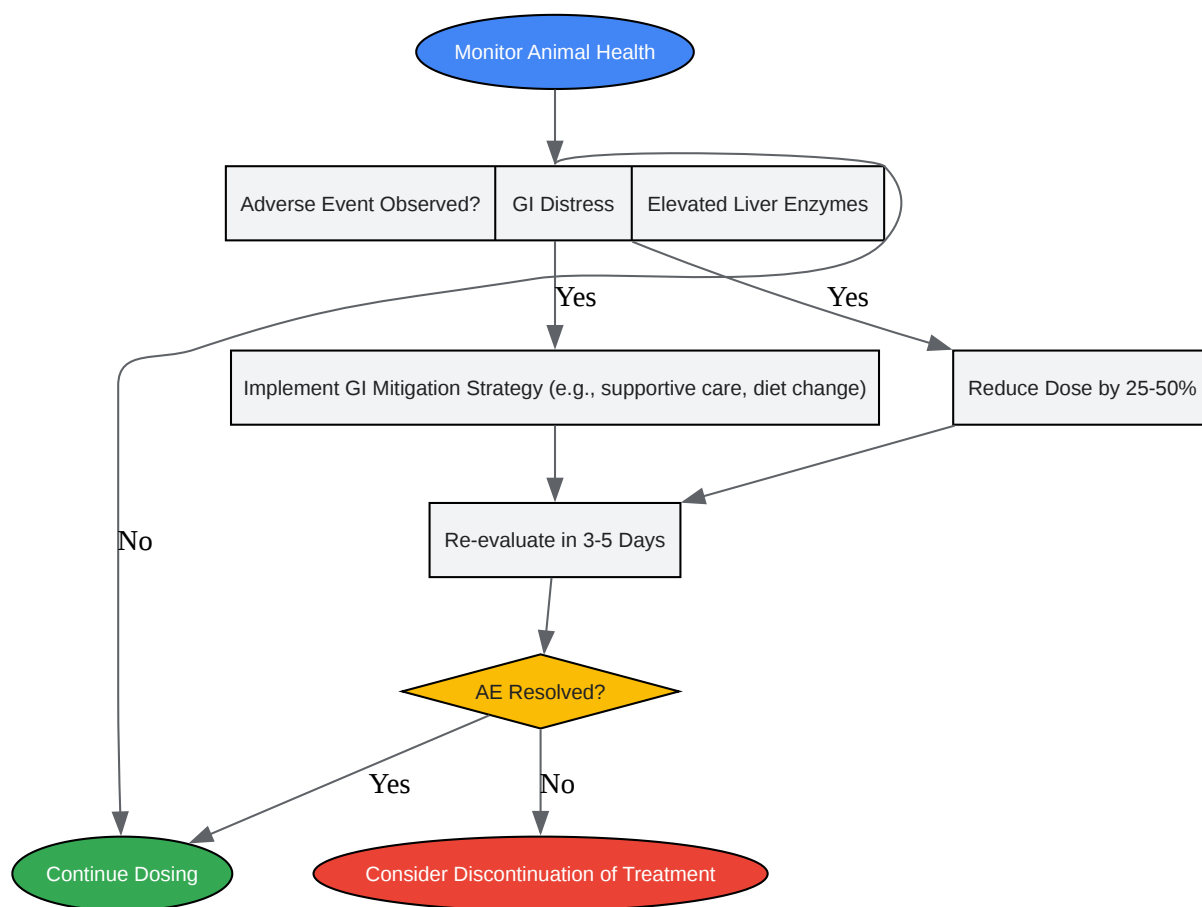 Monitor Animal Health
Adverse Event Observed?
GI Distress
Elevated Liver Enzymes
Yes
Yes
Implement GI Mitigation Strategy (e.g., supportive care, diet change)
Reduce Dose by 25-50%
No
Re-evaluate in 3-5 Days
AE Resolved?
Yes
No
Continue Dosing
Consider Discontinuation of Treatment